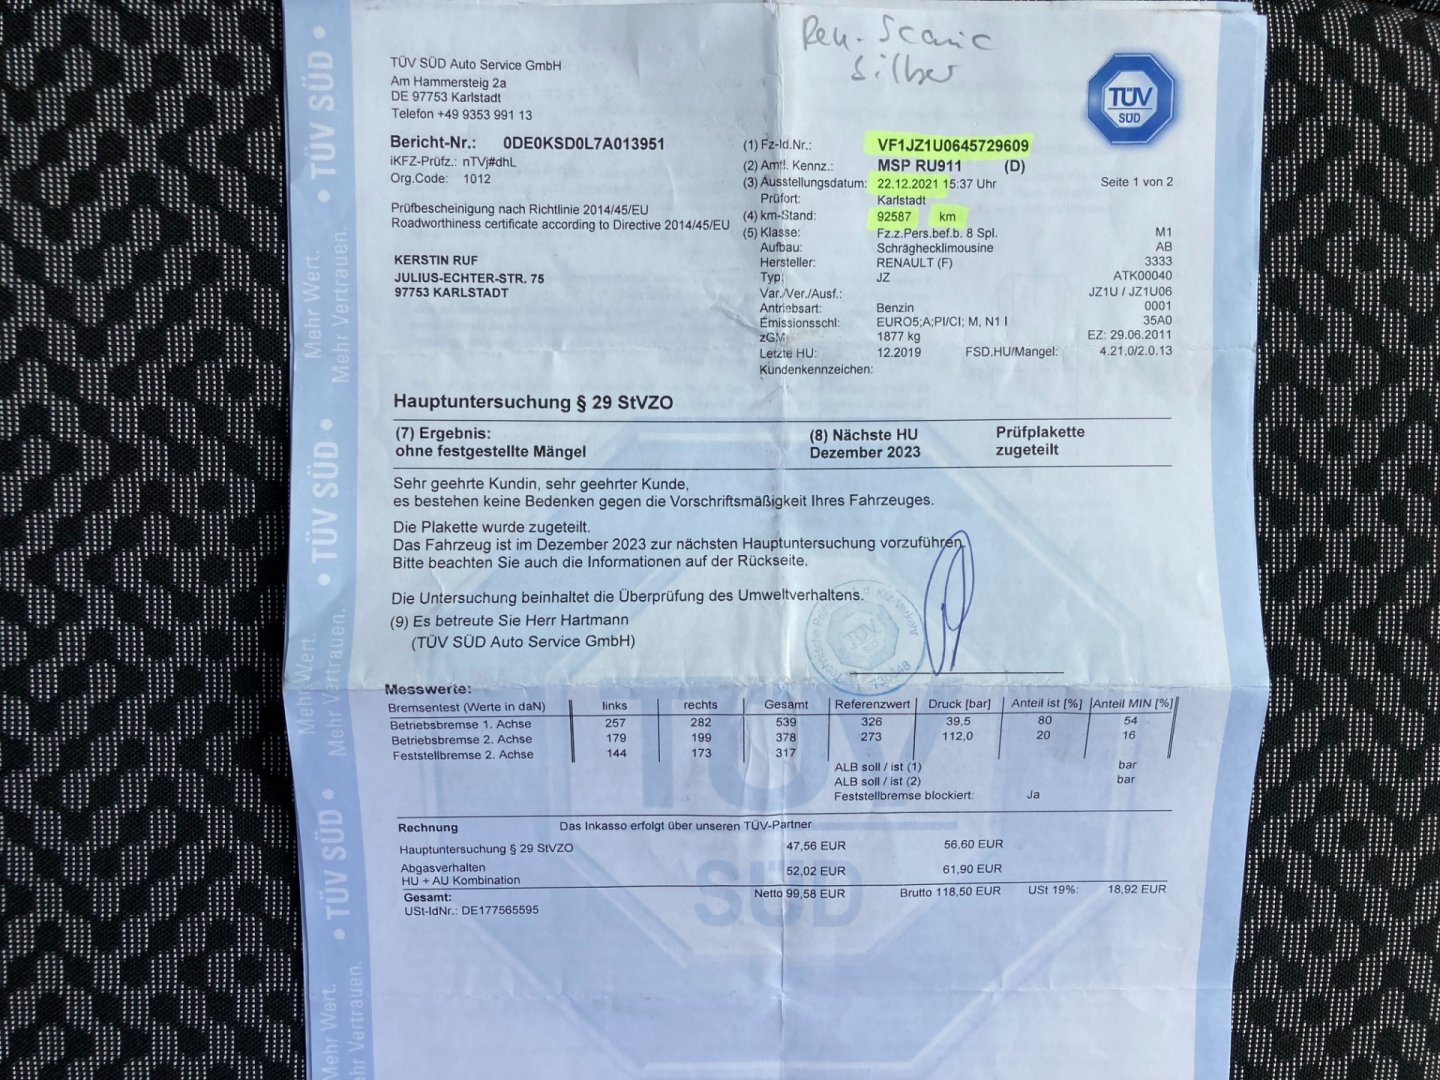 Ren. Scenic
Silber
TÜV SÜD Auto Service GmbH
Am Hammersteig 2a
DE 97753 Karlstadt
Telefon +49 9353 991 13
TÜV
SÜD
Bericht-Nr.: 0DE0KSD0L7A013951
iKFZ-Prüfz.: nTVj#dhL
Org.Code: 1012
Prüfbescheinigung nach Richtlinie 2014/45/EU
Roadworthiness certificate according to Directive 2014/45/EU
KERSTIN RUF
JULIUS-ECHTER-STR. 75
97753 KARLSTADT
(1) Fz-Id.Nr.: VF1JZ1U0645729609
(2) Amtl. Kennz.: MSP RU911 (D)
(3) Ausstellungsdatum: 22.12.2021 15:37 Uhr Seite 1 von 2
Prüfort: Karlstadt
(4) km-Stand: 92587 km
(5) Klasse: Fz.z.Pers.bef.b. 8 Spl. M1
Aufbau: Schräghecklimousine AB
Hersteller: RENAULT (F) 3333
Typ: JZ ATK00040
Var./Ver./Ausf.: JZ1U / JZ1U06
Antriebsart: Benzin 0001
Emissionsschl: EURO5;A;PI/CI; M, N1 I 35A0
zGM 1877 kg EZ: 29.06.2011
Letzte HU: 12.2019 FSD.HU/Mangel: 4.21.0/2.0.13
Kundenkennzeichen:
Hauptuntersuchung § 29 StVZO
(7) Ergebnis: (8) Nächste HU Prüfplakette
ohne festgestellte Mängel Dezember 2023 zugeteilt
Sehr geehrte Kundin, sehr geehrter Kunde,
es bestehen keine Bedenken gegen die Vorschriftsmäßigkeit Ihres Fahrzeuges.
Die Plakette wurde zugeteilt.
Das Fahrzeug ist im Dezember 2023 zur nächsten Hauptuntersuchung vorzuführen.
Bitte beachten Sie auch die Informationen auf der Rückseite.
Die Untersuchung beinhaltet die Überprüfung des Umweltverhaltens.
(9) Es betreute Sie Herr Hartmann
(TÜV SÜD Auto Service GmbH)
Messwerte:
Bremsentest (Werte in daN) links rechts Gesamt Referenzwert Druck [bar] Anteil ist [%] Anteil MIN [%]
Betriebsbremse 1. Achse 257 282 539 326 39,5 80 54
Betriebsbremse 2. Achse 179 199 378 273 112,0 20 16
Feststellbremse 2. Achse 144 173 317
ALB soll / ist (1) bar
ALB soll / ist (2) bar
Feststellbremse blockiert: Ja
Rechnung Das Inkasso erfolgt über unseren TÜV-Partner
Hauptuntersuchung § 29 StVZO 47,56 EUR 56,60 EUR
Abgasverhalten 52,02 EUR 61,90 EUR
HU + AU Kombination
Gesamt: Netto 99,58 EUR Brutto 118,50 EUR USt 19%: 18,92 EUR
USt-IdNr.: DE177565595
TÜV
SÜD
• TÜV SÜD •
Mehr Wert.
Mehr Vertrauen.
• TÜV SÜD •
Mehr Wert.
Mehr Vertrauen.
• TÜV SÜD •
Mehr Wert.
Mehr Vertrauen.